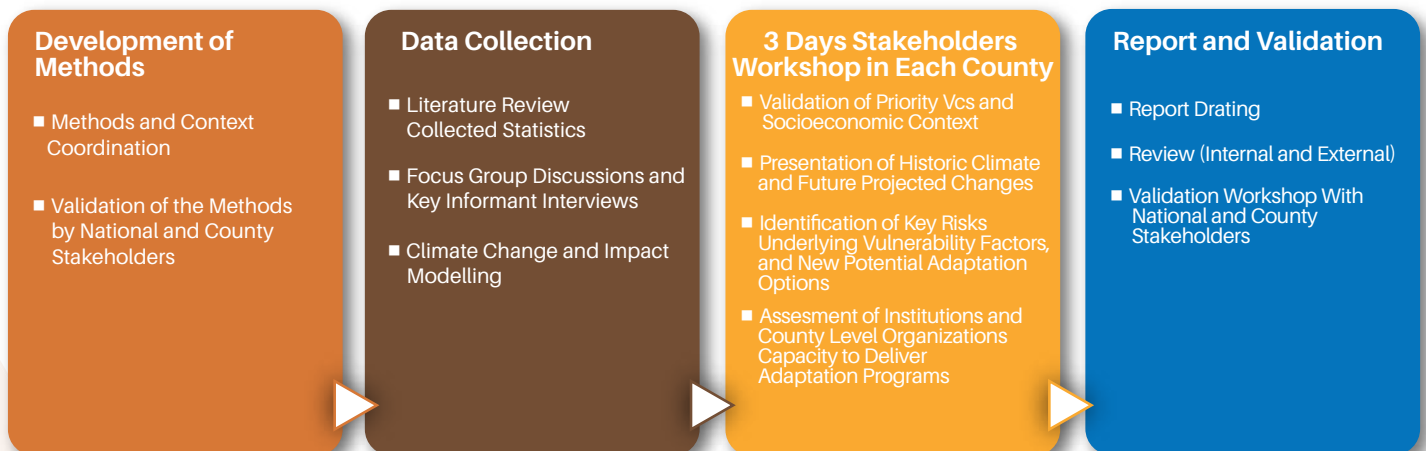 Development of
Methods
■ Methods and Context
Coordination
■ Validation of the Methods
by National and County
Stakeholders
Data Collection
■ Literature Review
Collected Statistics
■ Focus Group Discussions and
Key Informant Interviews
■ Climate Change and Impact
Modelling
3 Days Stakeholders
Workshop in Each County
■ Validation of Priority Vcs and
Socioeconomic Context
■ Presentation of Historic Climate
and Future Projected Changes
■ Identification of Key Risks
Underlying Vulnerability Factors,
and New Potential Adaptation
Options
■ Assesment of Institutions and
County Level Organizations
Capacity to Deliver
Adaptation Programs
Report and Validation
■ Report Drating
■ Review (Internal and External)
■ Validation Workshop With
National and County
Stakeholders